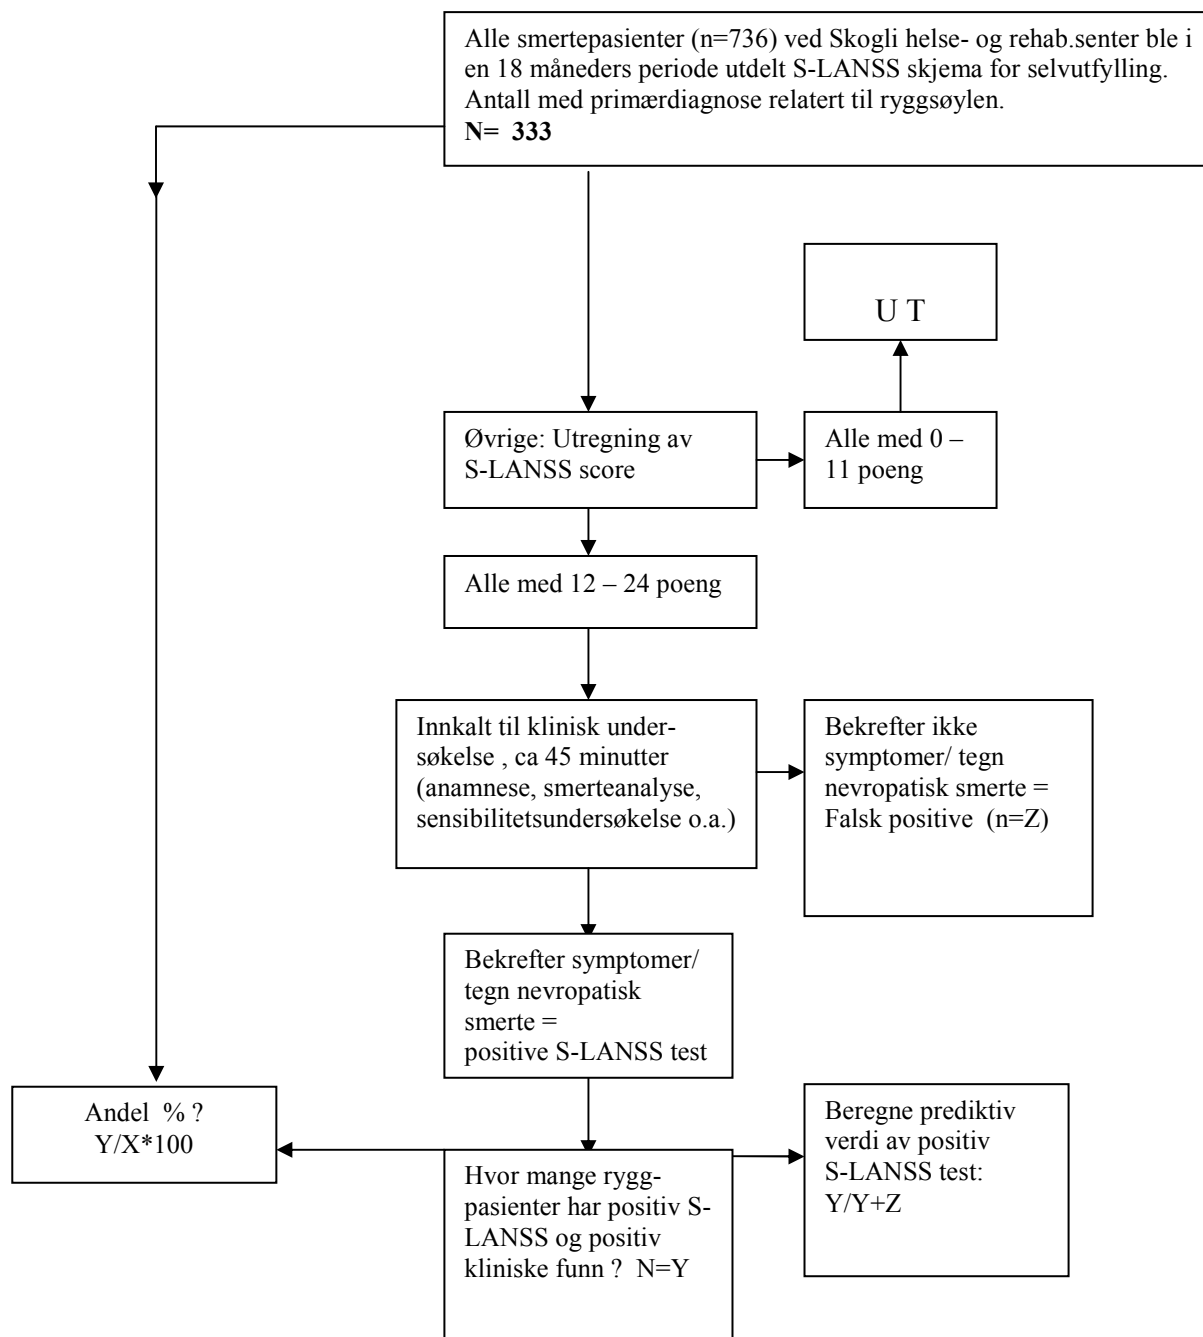 Alle smertepasienter (n=736) ved Skogli helse- og rehab.senter ble i
en 18 måneders periode utdelt S-LANSS skjema for selvutfylling.
Antall med primærdiagnose relatert til ryggsøylen.
N= 333
U T
Øvrige: Utregning av
S-LANSS score
Alle med 0 –
11 poeng
Alle med 12 – 24 poeng
Innkalt til klinisk under-
søkelse , ca 45 minutter
(anamnese, smerteanalyse,
sensibilitetsundersøkelse o.a.)
Bekrefter ikke
symptomer/ tegn
nevropatisk smerte =
Falsk positive (n=Z)
Bekrefter symptomer/
tegn nevropatisk
smerte =
positive S-LANSS test
Andel % ?
Y/X*100
Hvor mange rygg-
pasienter har positiv S-
LANSS og positiv
kliniske funn ? N=Y
Beregne prediktiv
verdi av positiv
S-LANSS test:
Y/Y+Z